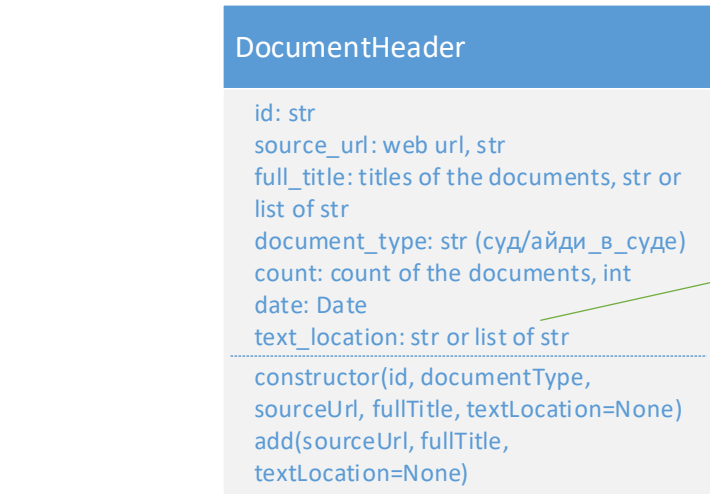 DocumentHeader
id: str
source_url: web url, str
full_title: titles of the documents, str or
list of str
document_type: str (суд/айди_в_суде)
count: count of the documents, int
date: Date
text_location: str or list of str
constructor(id, documentType,
sourceUrl, fullTitle, textLocation=None)
add(sourceUrl, fullTitle,
textLocation=None)